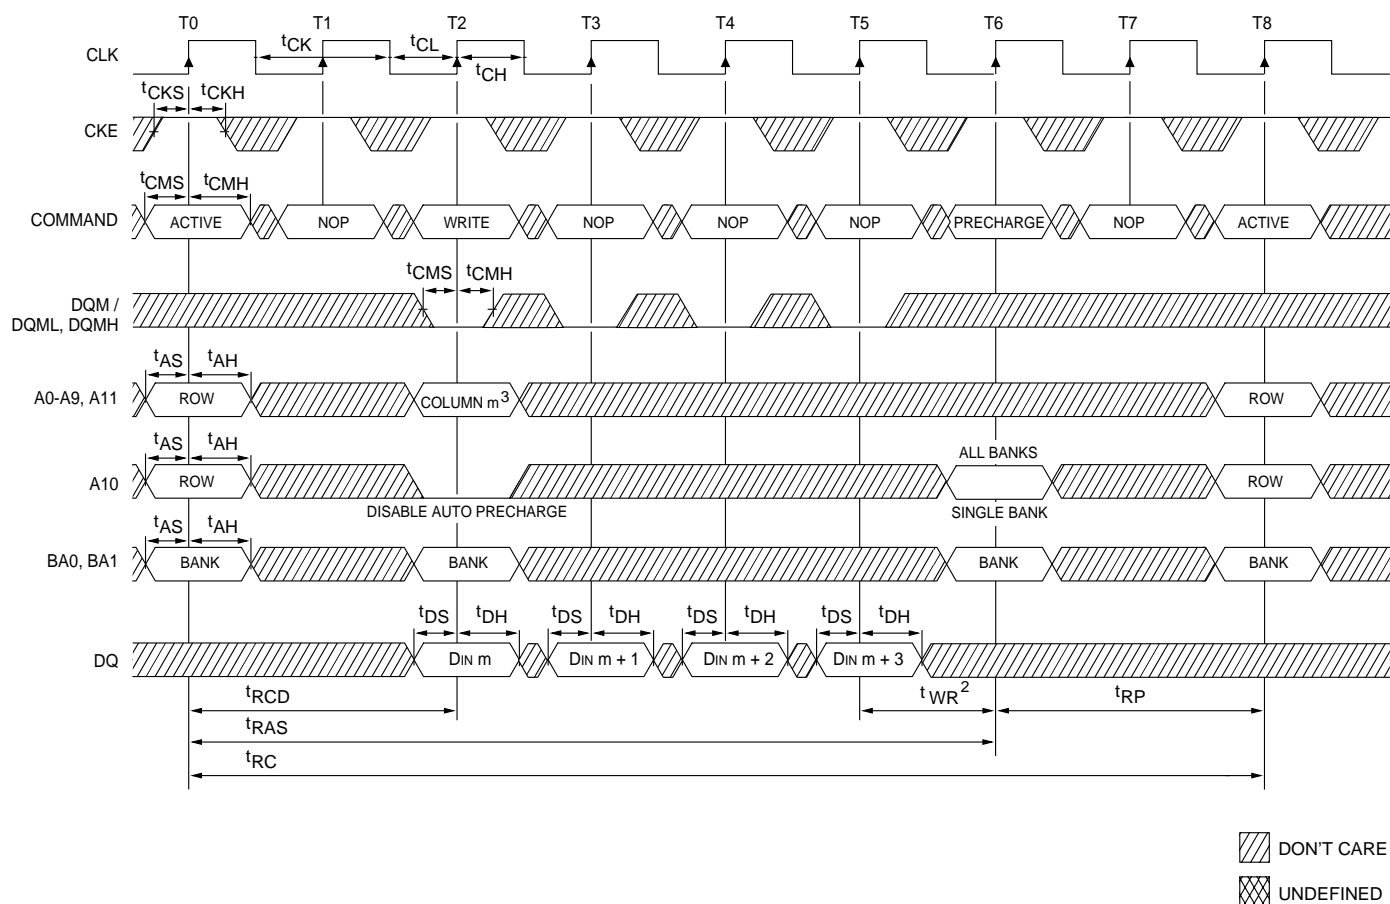 T0 T1 T2 T3 T4 T5 T6 T7 T8
CLK
tCK tCL
tCH
tCKS tCKH
CKE
tCMS tCMH
COMMAND ACTIVE NOP WRITE NOP NOP NOP PRECHARGE NOP ACTIVE
tCMS tCMH
DQM /
DQML, DQMH
tAS tAH
A0-A9, A11 ROW COLUMN m3 ROW
tAS tAH
ALL BANKS
A10 ROW ROW
DISABLE AUTO PRECHARGE SINGLE BANK
tAS tAH
BA0, BA1 BANK BANK BANK BANK
tDS tDH tDS tDH tDS tDH tDS tDH
DQ DIN m DIN m + 1 DIN m + 2 DIN m + 3
tRCD tWR2 tRP
tRAS
tRC
DON'T CARE
UNDEFINED